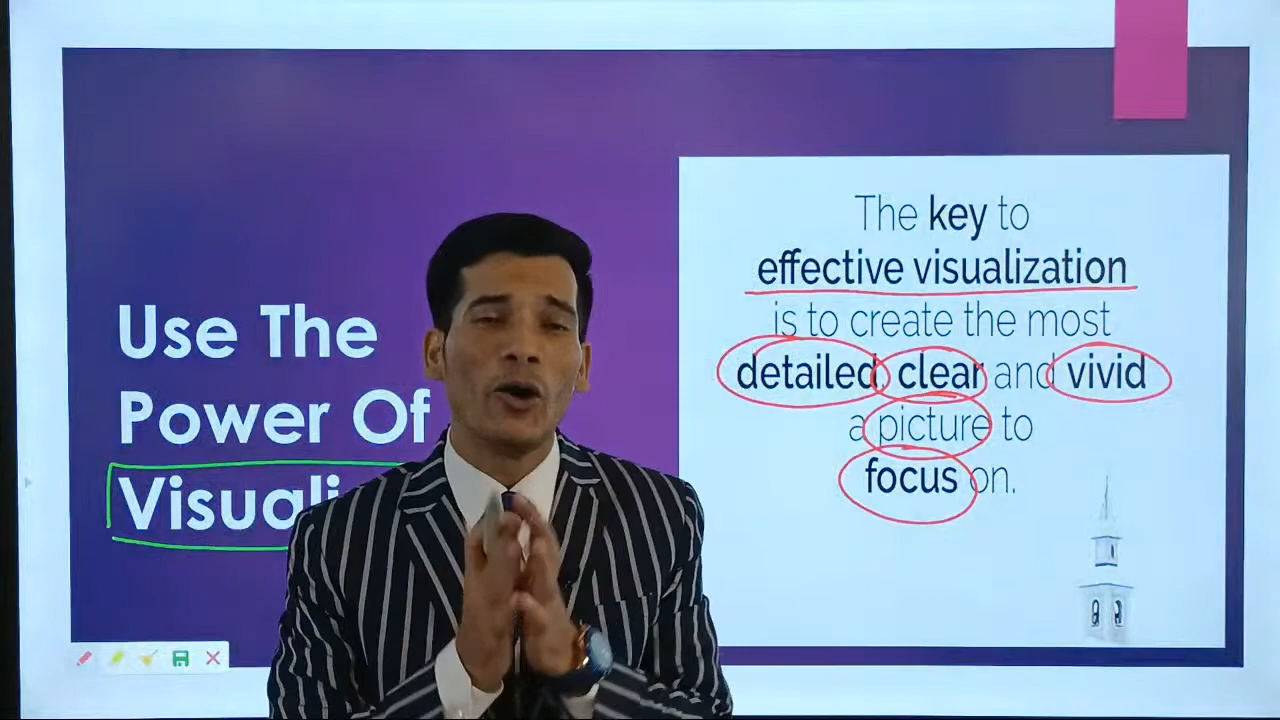 Use The
Power Of
Visuali
The key to
effective visualization
is to create the most
detailed, clear and vivid
a picture to
focus on.